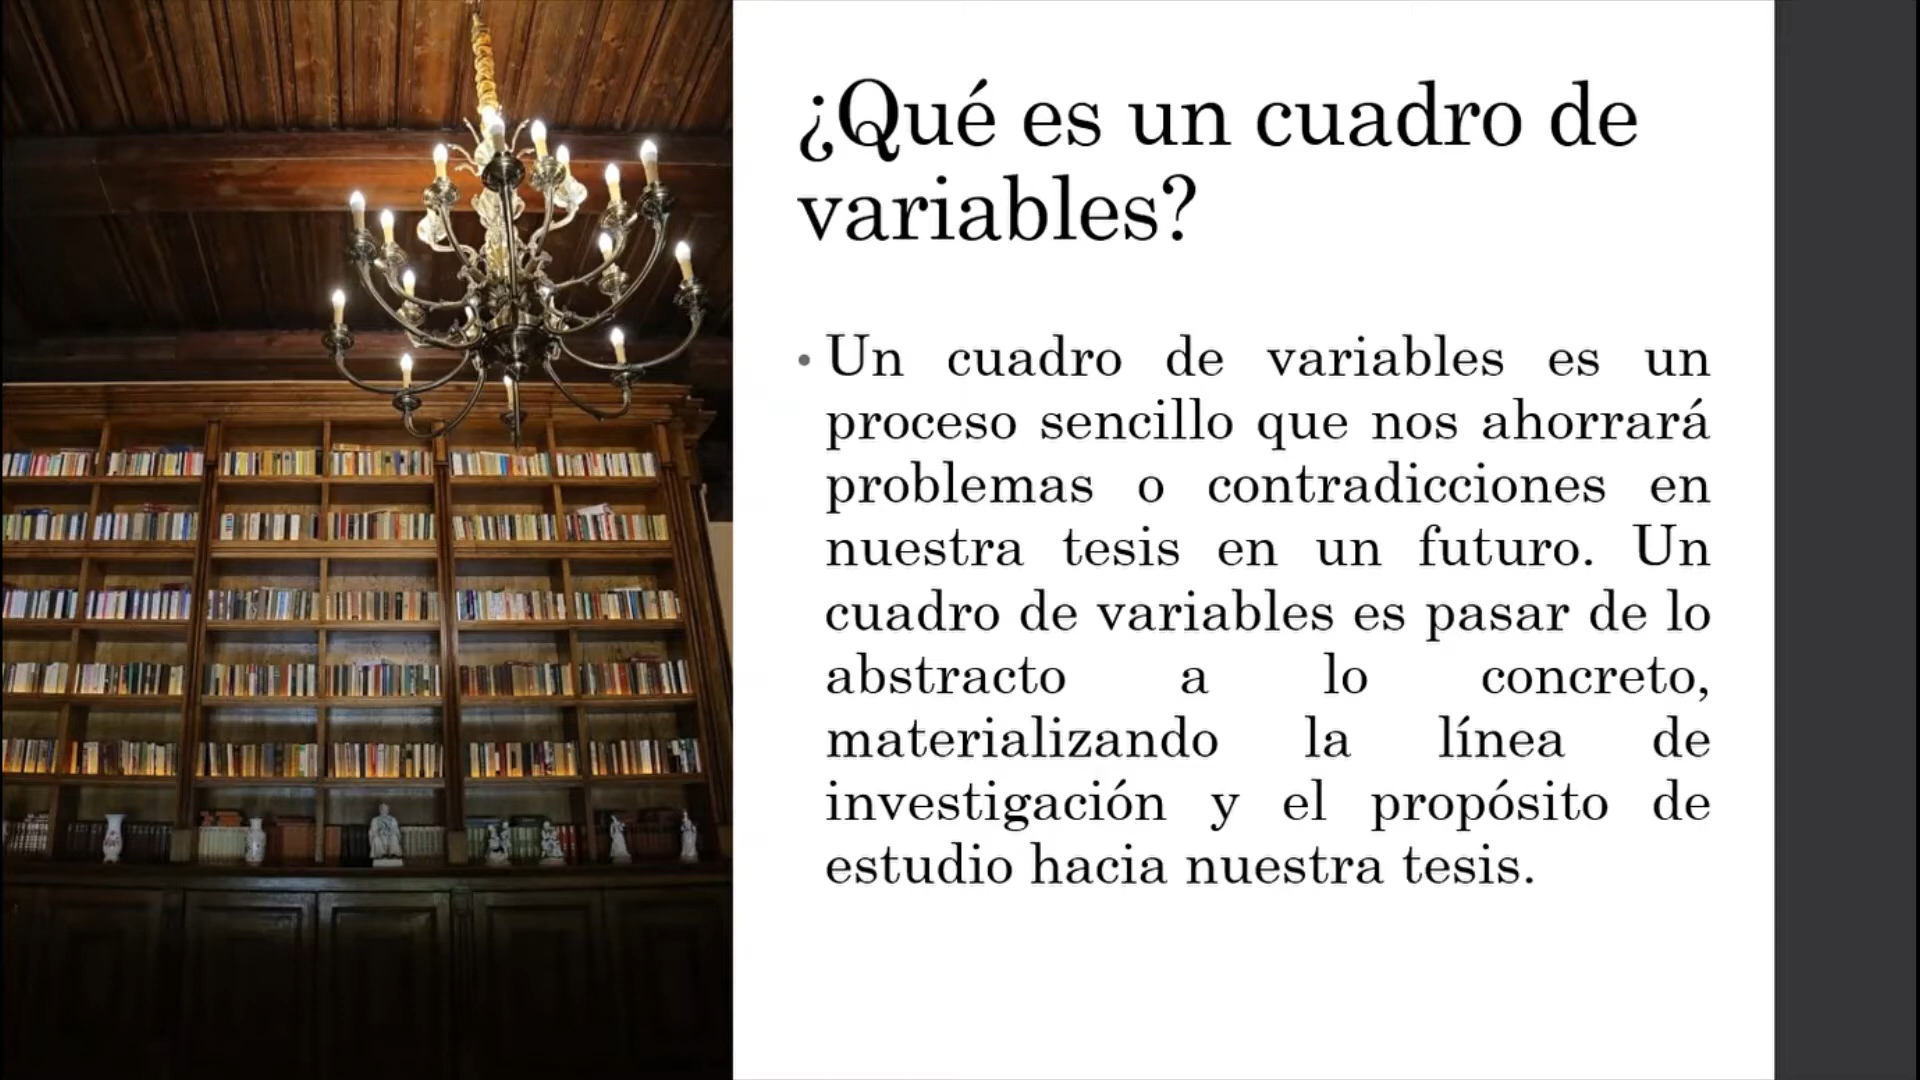 ¿Qué es un cuadro de
variables?
• Un cuadro de variables es un
proceso sencillo que nos ahorrará
problemas o contradicciones en
nuestra tesis en un futuro. Un
cuadro de variables es pasar de lo
abstracto a lo concreto,
materializando la línea de
investigación y el propósito de
estudio hacia nuestra tesis.